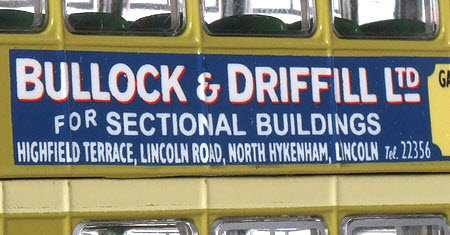 BULLOCK & DRIFFILL LTD
FOR SECTIONAL BUILDINGS
HIGHFIELD TERRACE, LINCOLN ROAD, NORTH HYKENHAM, LINCOLN Tel. 22356